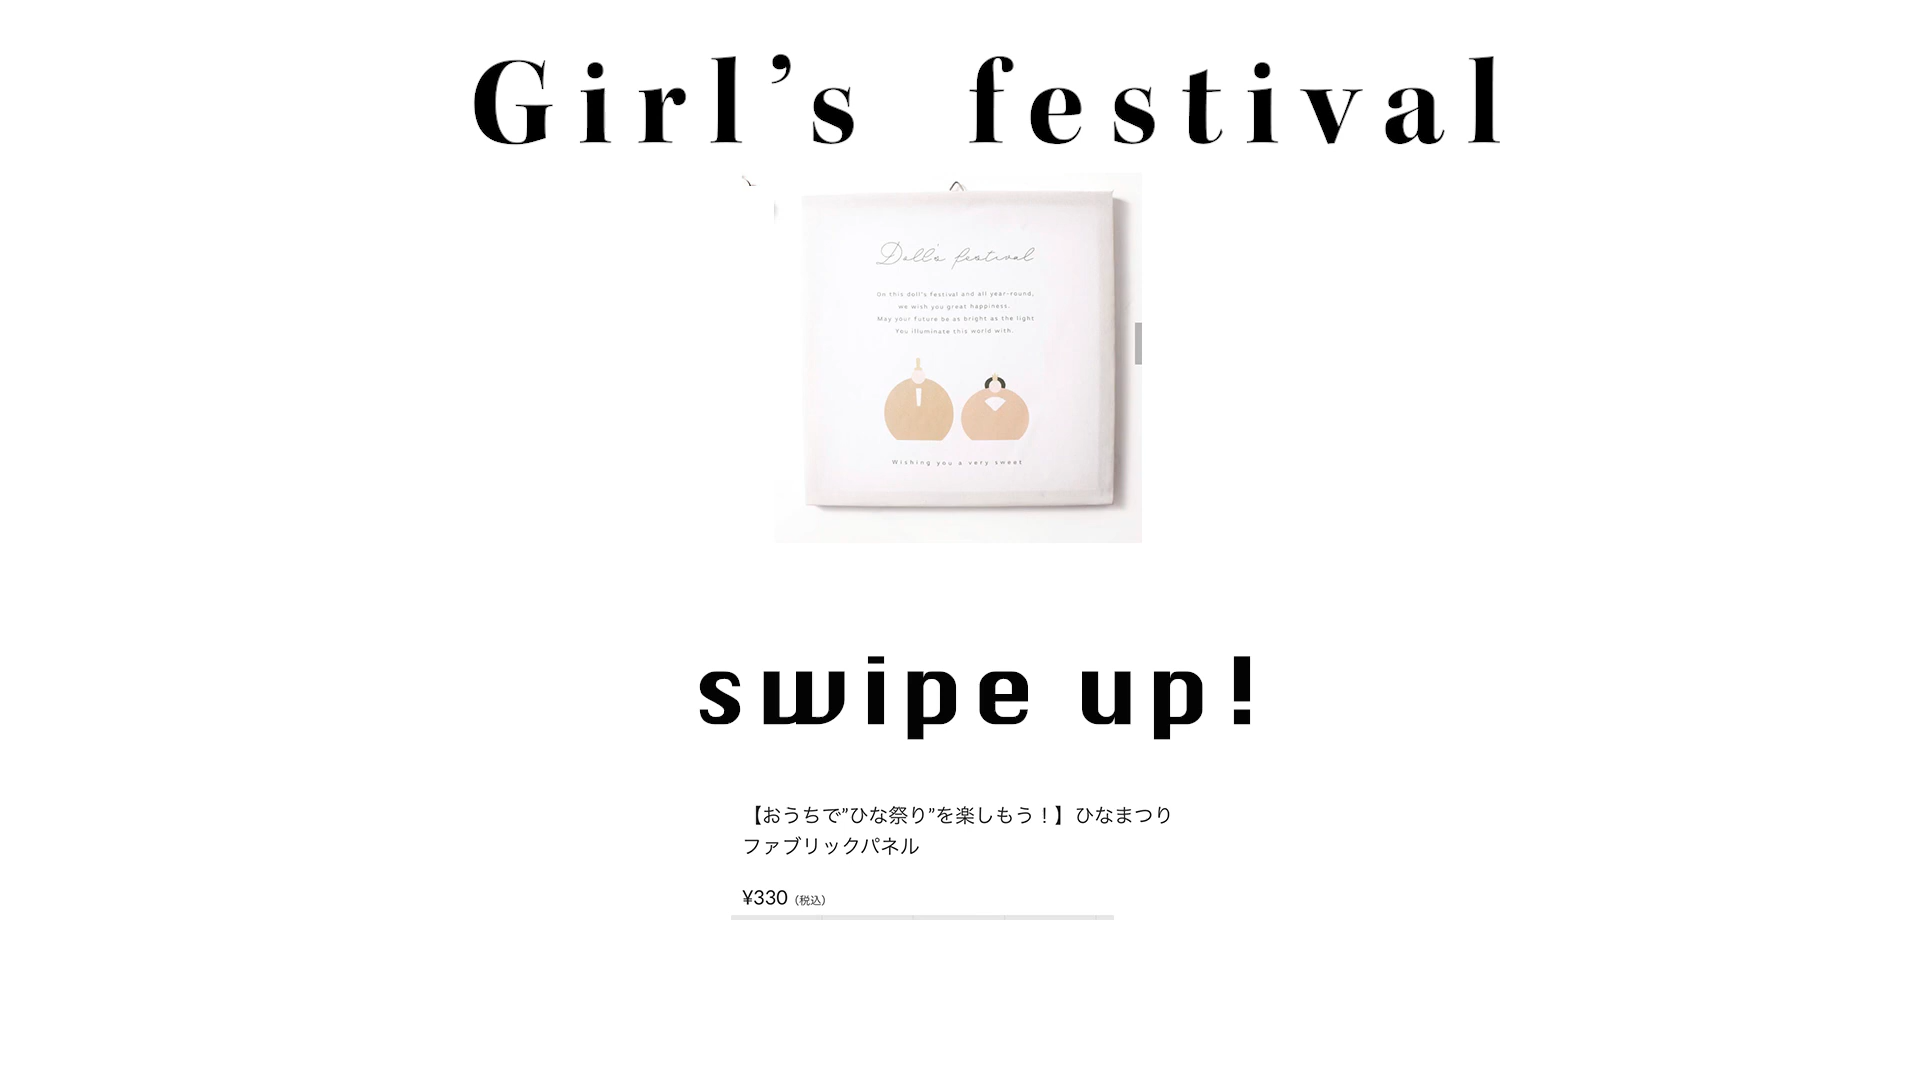 Girl’s festival
Doll's festival
On this doll's festival and all year-round,
we wish you great happiness.
May your future be as bright as the light
You illuminate this world with.
Wishing you a very sweet
swipe up!
【おうちで”ひな祭り”を楽しもう！】ひなまつり
ファブリックパネル
¥330（税込）